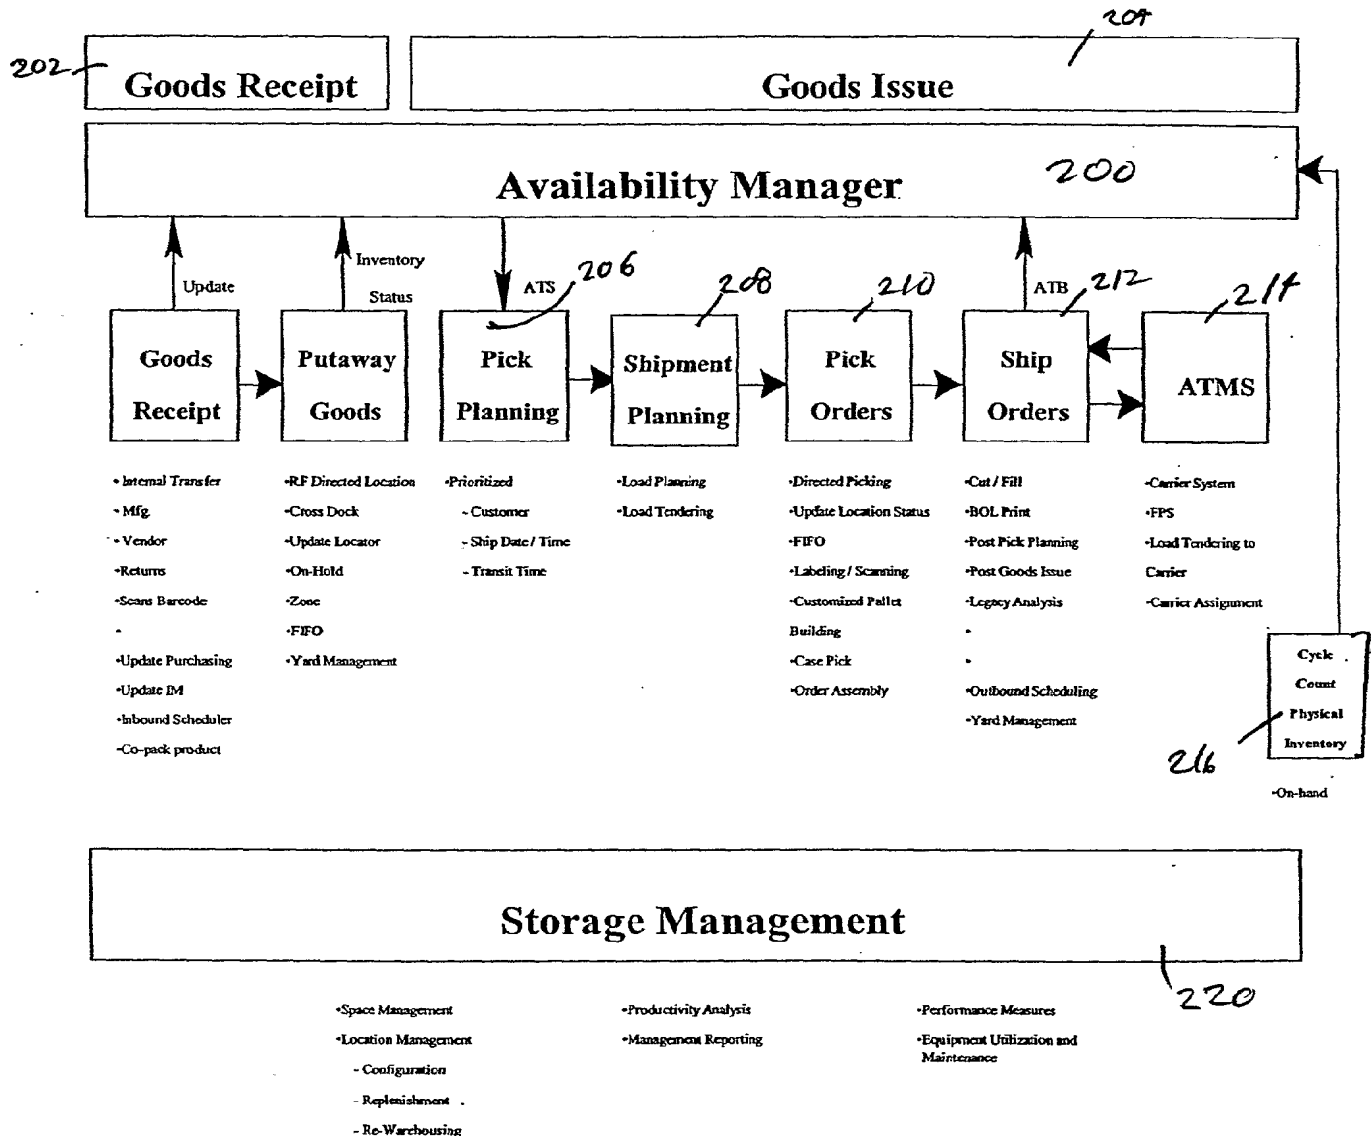 204
202
Goods Receipt
Goods Issue
Availability Manager
200
Update
Inventory
Status
ATS
206
208
210
ATB
212
214
Goods
Receipt
Putaway
Goods
Pick
Planning
Shipment
Planning
Pick
Orders
Ship
Orders
ATMS
•Internal Transfer
•Mfg.
•Vendor
•Returns
•Scans Barcode
•
•Update Purchasing
•Update IM
•Inbound Scheduler
•Co-pack product
•RF Directed Location
•Cross Dock
•Update Locator
•On-Hold
•Zone
•FIFO
•Yard Management
•Prioritized
- Customer
- Ship Date / Time
- Transit Time
•Load Planning
•Load Tendering
•Directed Picking
•Update Location Status
•FIFO
•Labeling / Scanning
•Customized Pallet
Building
•Case Pick
•Order Assembly
•Cut / Fill
•BOL Print
•Post Pick Planning
•Post Goods Issue
•Legacy Analysis
•
•
•Outbound Scheduling
•Yard Management
•Carrier System
•FPS
•Load Tendering to
Carrier
•Carrier Assignment
Cycle
Count
Physical
Inventory
216
•On-hand
Storage Management
220
•Space Management
•Location Management
- Configuration
- Replenishment
- Re-Warehousing
•Productivity Analysis
•Management Reporting
•Performance Measures
•Equipment Utilization and
Maintenance